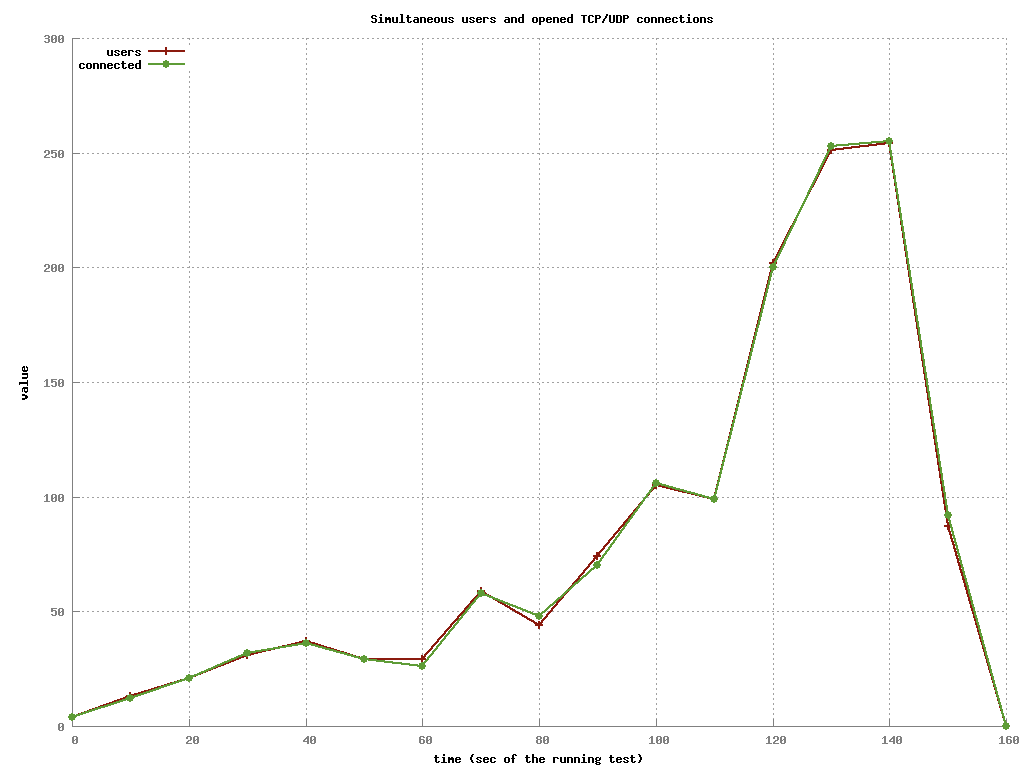 Simultaneous users and opened TCP/UDP connections
300
users
connected
250
200
150
value
100
50
0
0 20 40 60 80 100 120 140 160
time (sec of the running test)